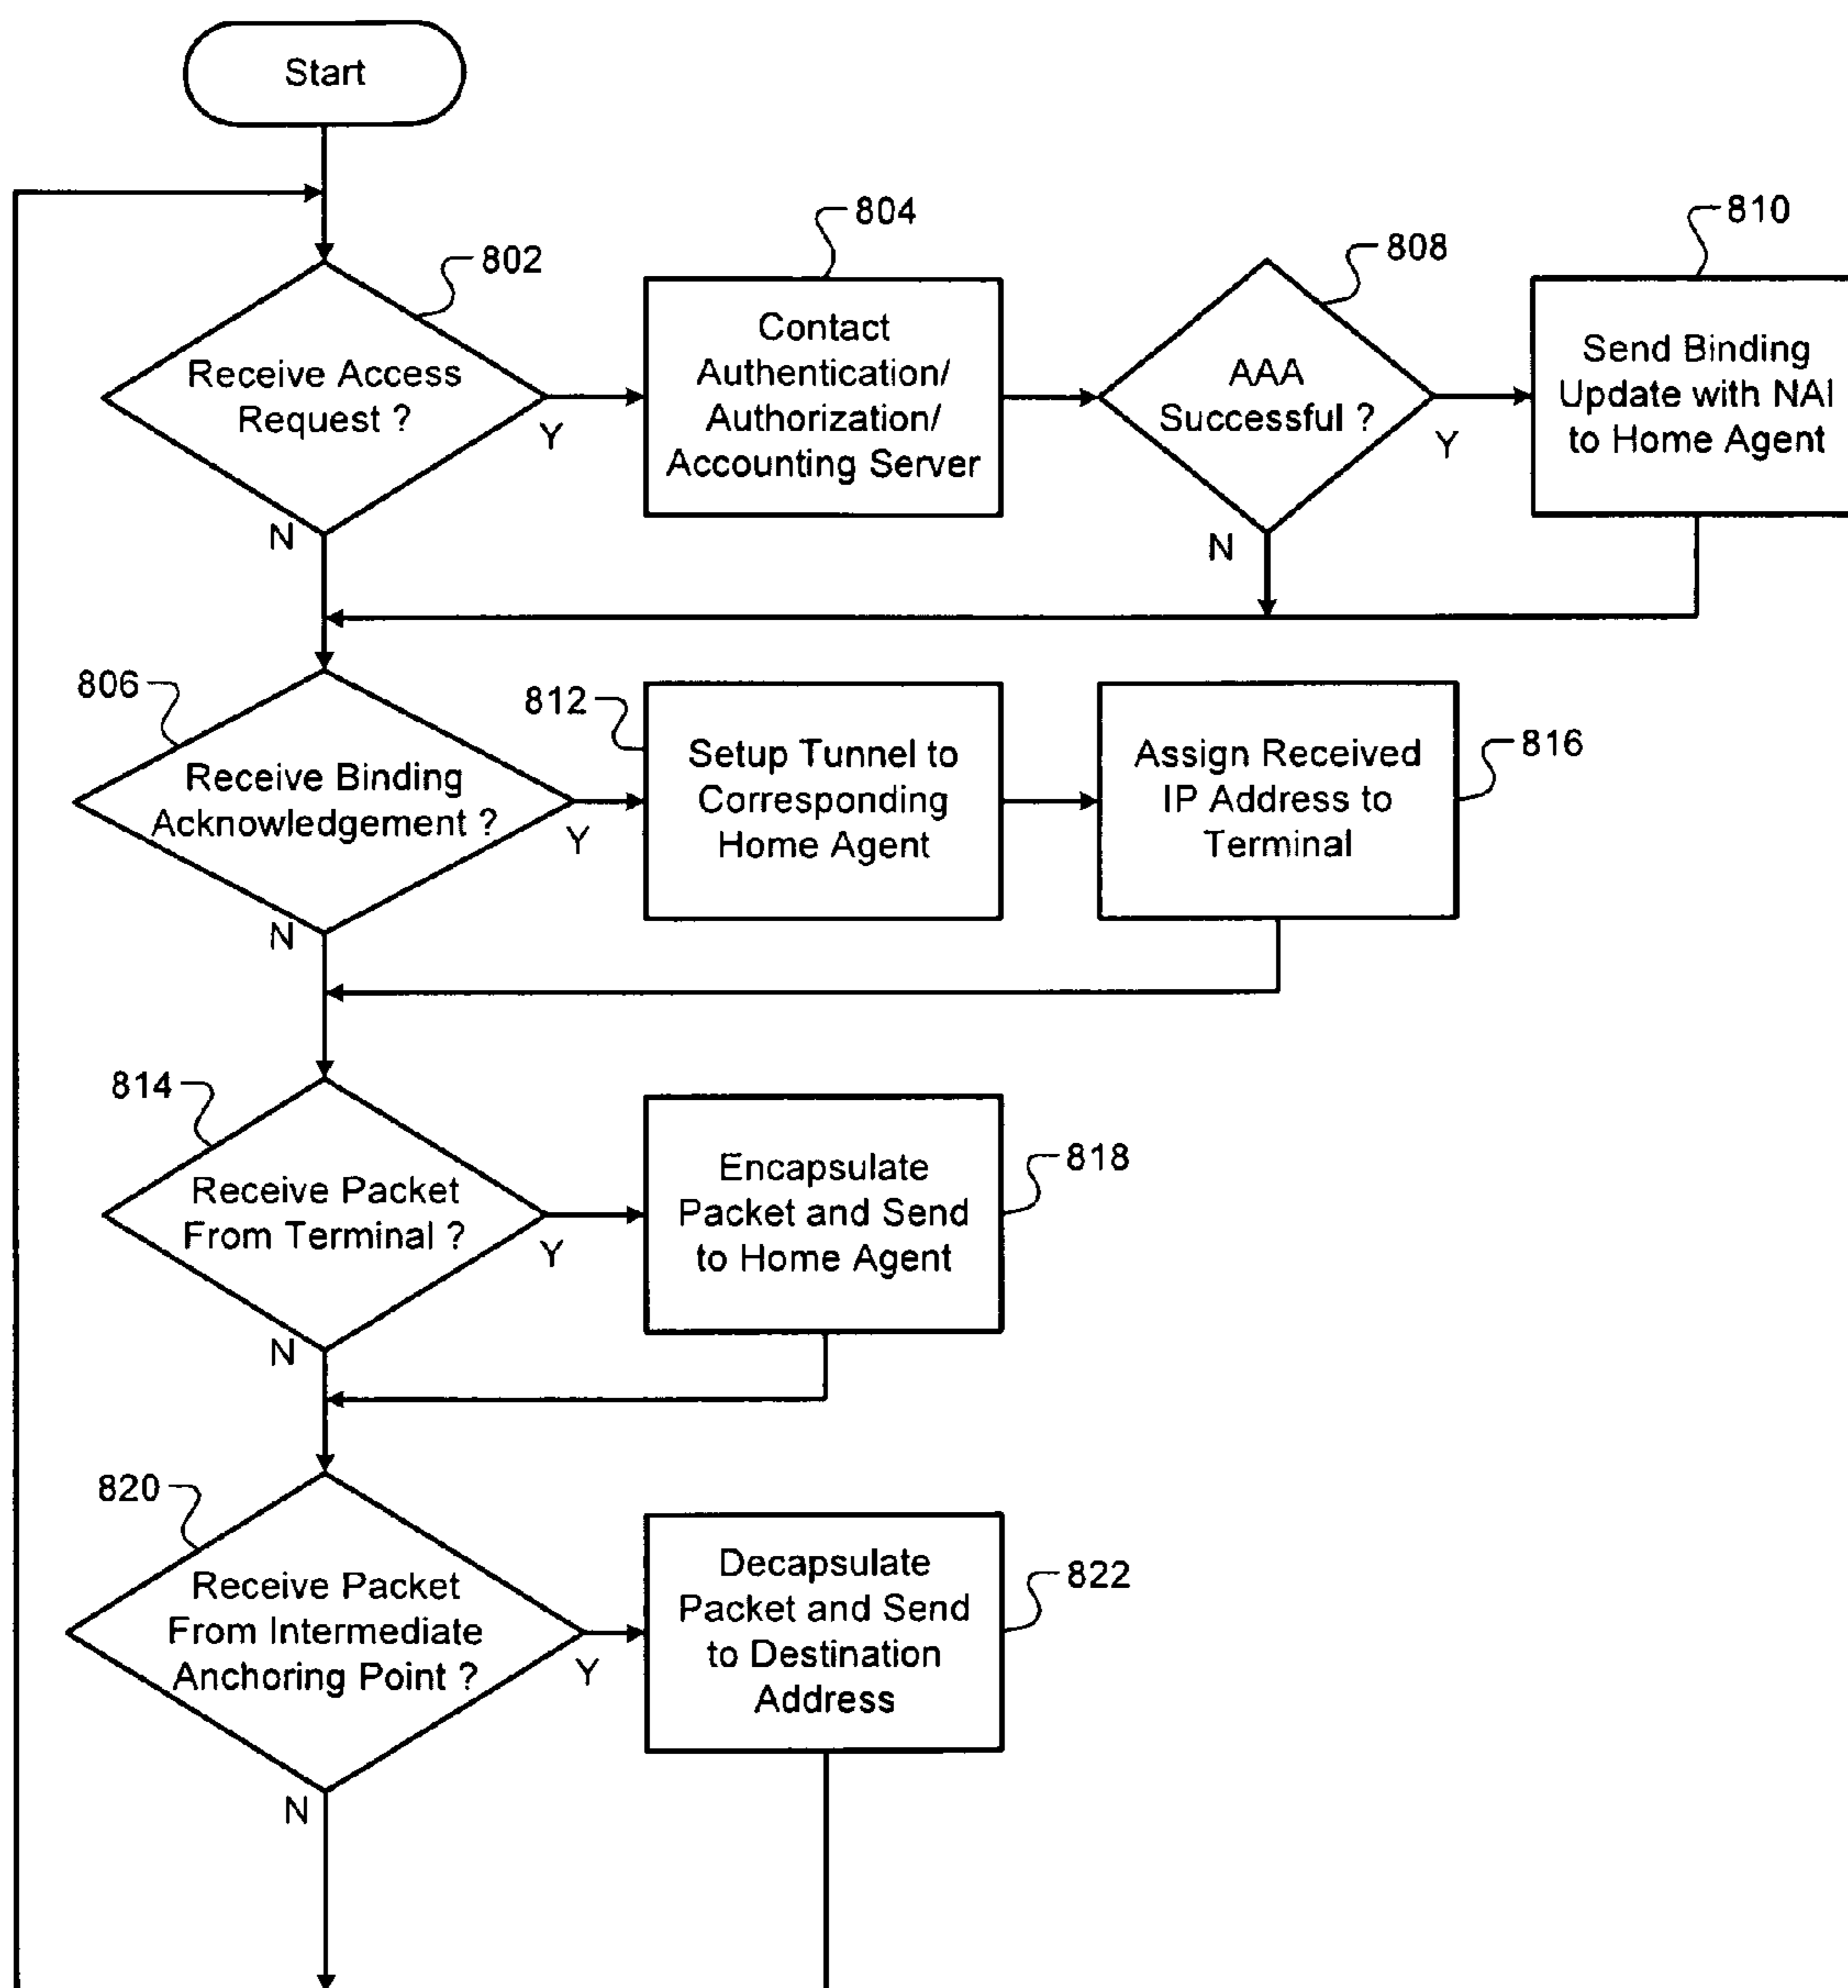 Start
802
Receive Access
Request ?
Y
N
804
Contact
Authentication/
Authorization/
Accounting Server
808
AAA
Successful ?
Y
N
810
Send Binding
Update with NAI
to Home Agent
806
Receive Binding
Acknowledgement ?
Y
N
812
Setup Tunnel to
Corresponding
Home Agent
816
Assign Received
IP Address to
Terminal
814
Receive Packet
From Terminal ?
Y
N
818
Encapsulate
Packet and Send
to Home Agent
820
Receive Packet
From Intermediate
Anchoring Point ?
Y
N
822
Decapsulate
Packet and Send
to Destination
Address